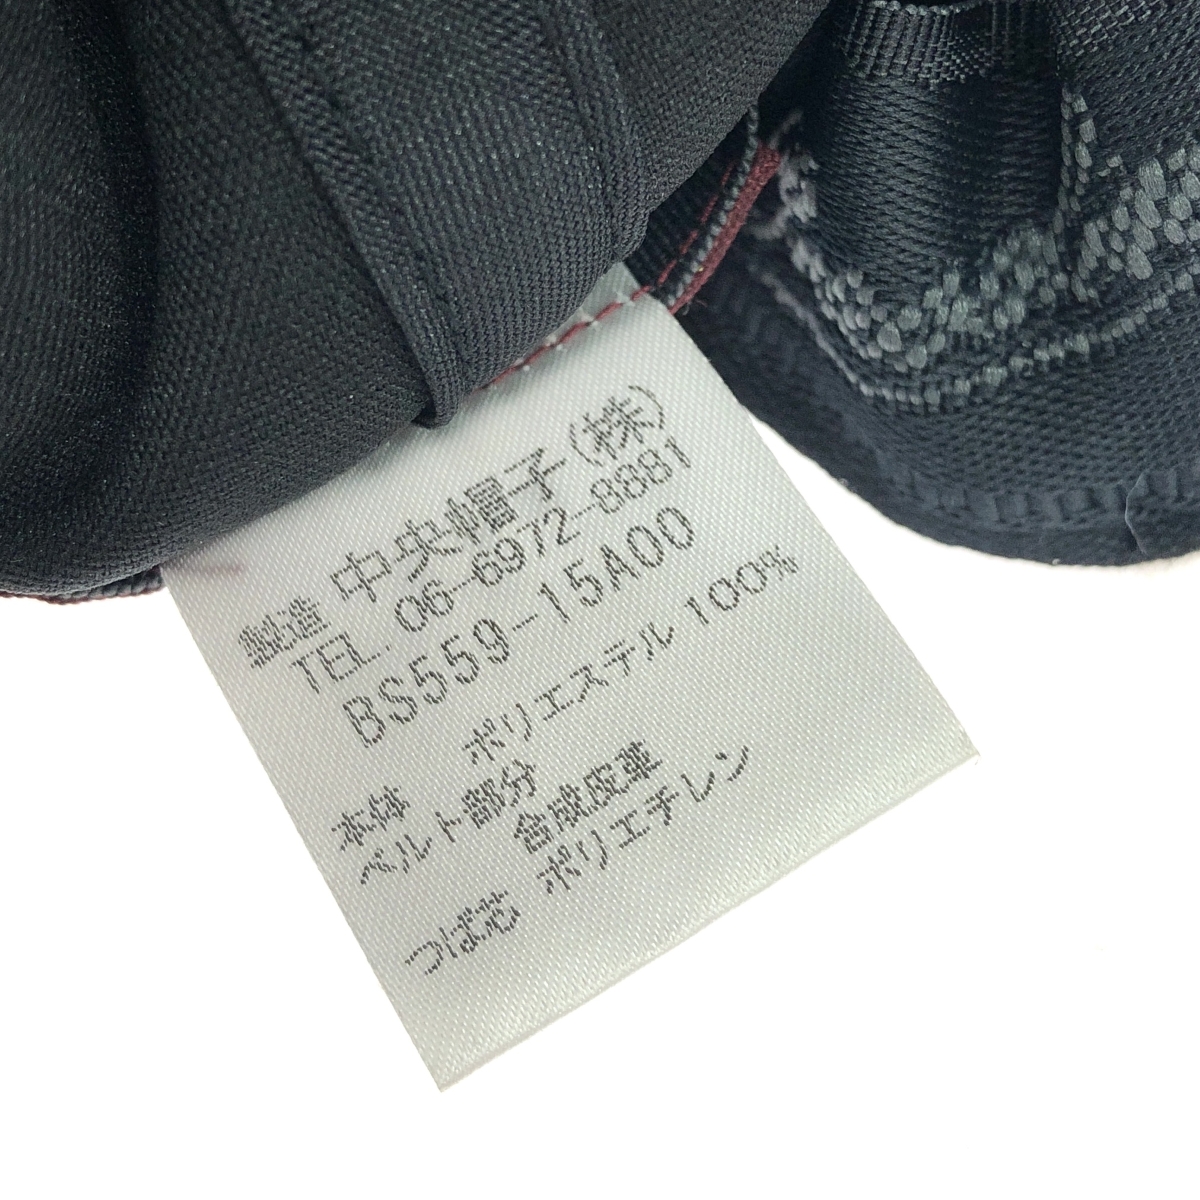 製造 中央帽子(株)
TEL. 06-6972-8881
BS559-15A00
本体 ポリエステル 100%
ベルト部分 合成皮革
つば芯 ポリエチレン